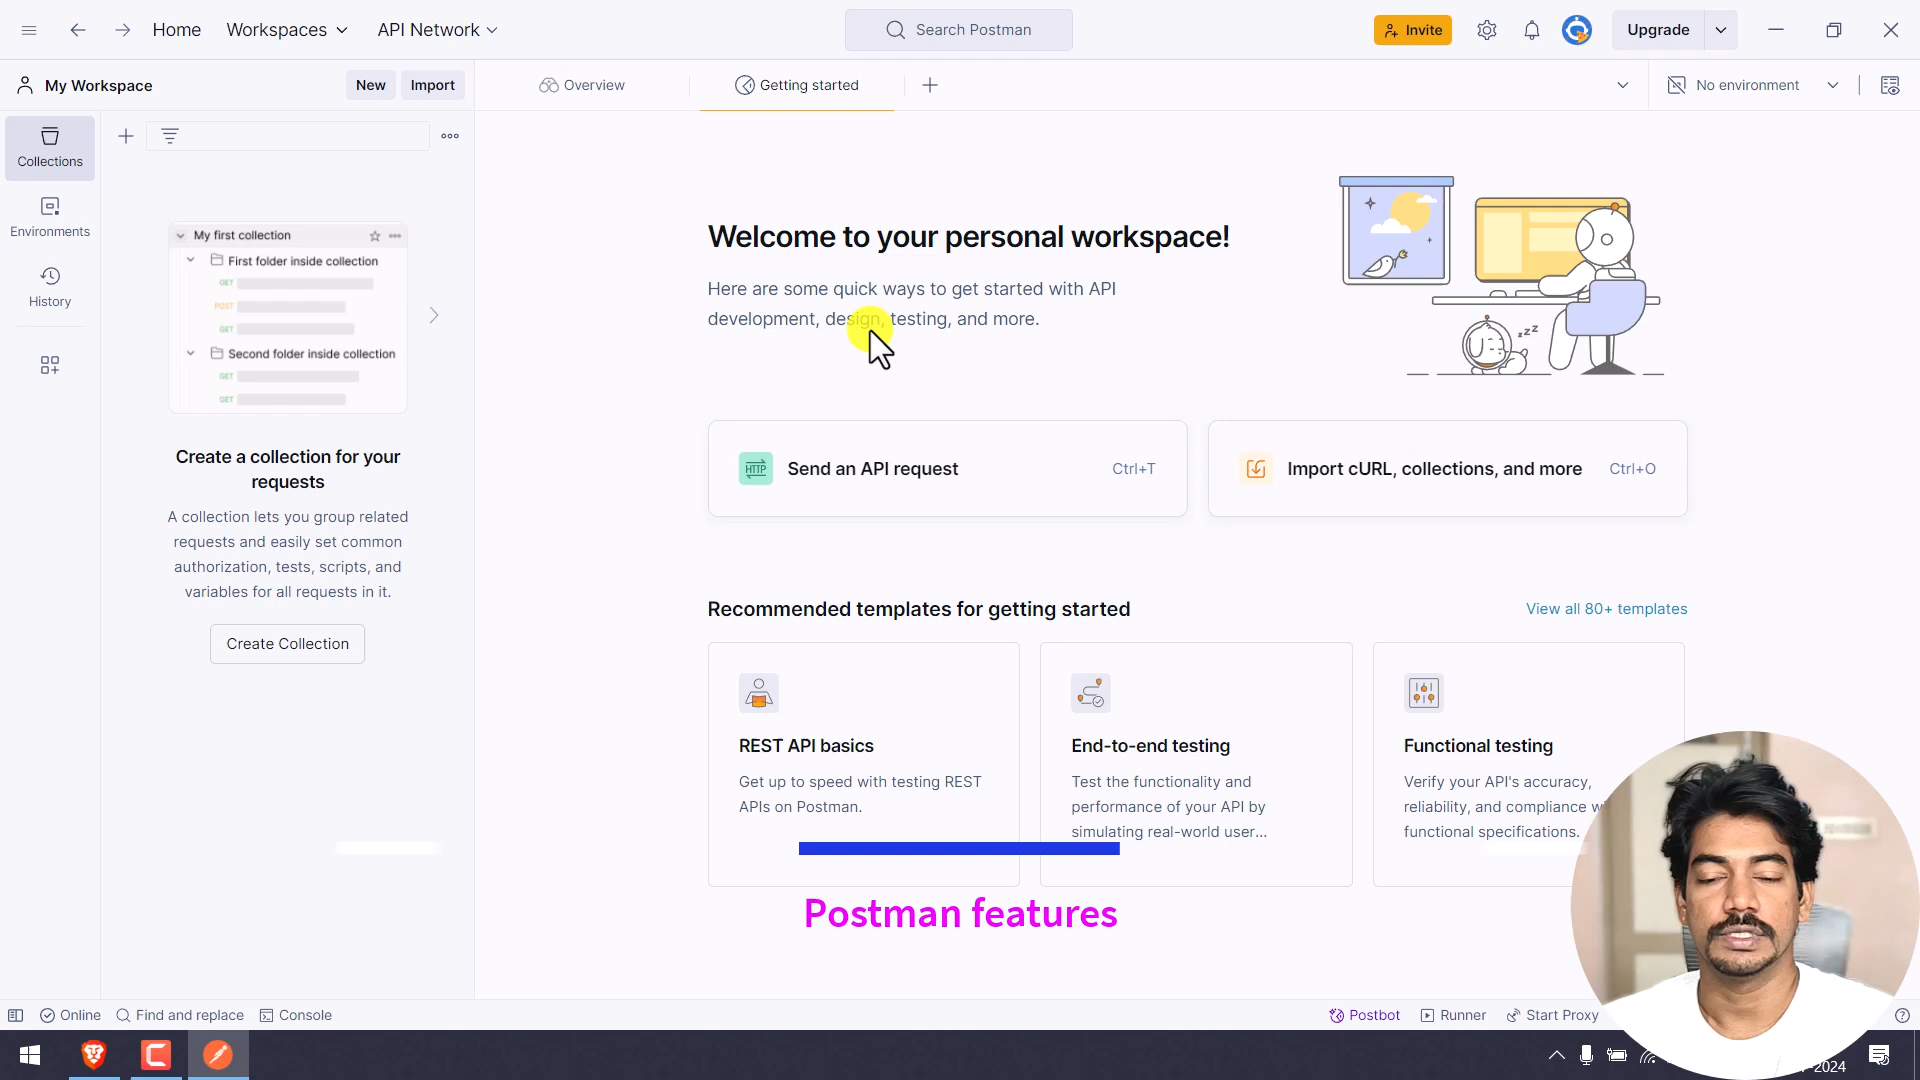 Home
Workspaces
API Network
Search Postman
Invite
Upgrade
My Workspace
New
Import
Overview
Getting started
No environment
Collections
Environments
History
My first collection
First folder inside collection
GET
POST
GET
Second folder inside collection
GET
GET
Create a collection for your
requests
A collection lets you group related
requests and easily set common
authorization, tests, scripts, and
variables for all requests in it.
Create Collection
Welcome to your personal workspace!
Here are some quick ways to get started with API
development, design, testing, and more.
zzz
HTTP
Send an API request
Ctrl+T
Import cURL, collections, and more
Ctrl+O
Recommended templates for getting started
View all 80+ templates
REST API basics
Get up to speed with testing REST
APIs on Postman.
End-to-end testing
Test the functionality and
performance of your API by
simulating real-world user...
Functional testing
Verify your API's accuracy,
reliability, and compliance
functional specifications.
Postman features
Online
Find and replace
Console
Postbot
Runner
Start Proxy
-2024